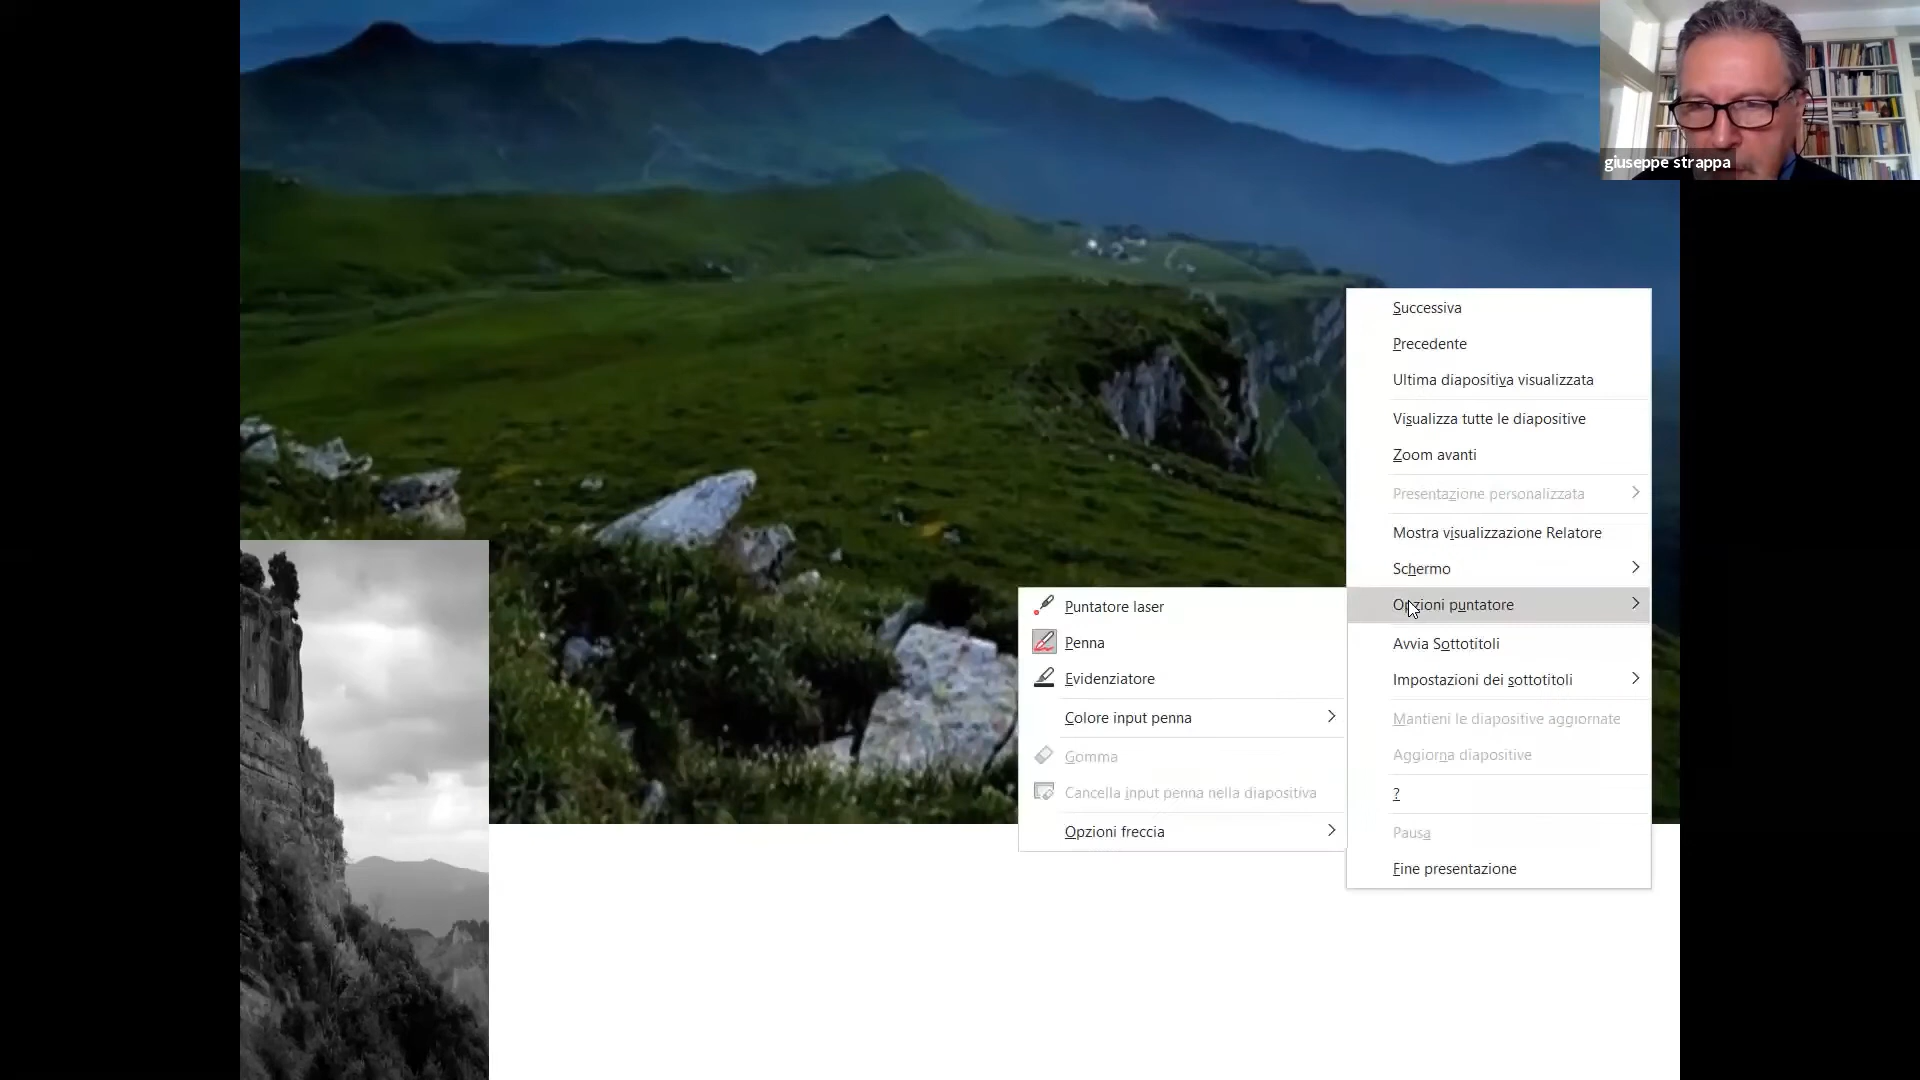 giuseppe strappa
Successiva
Precedente
Ultima diapositiva visualizzata
Visualizza tutte le diapositive
Zoom avanti
Presentazione personalizzata
Mostra visualizzazione Relatore
Schermo
Opzioni puntatore
Avvia Sottotitoli
Impostazioni dei sottotitoli
Mantieni le diapositive aggiornate
Aggiorna diapositive
?
Pausa
Fine presentazione
Puntatore laser
Penna
Evidenziatore
Colore input penna
Gomma
Cancella input penna nella diapositiva
Opzioni freccia